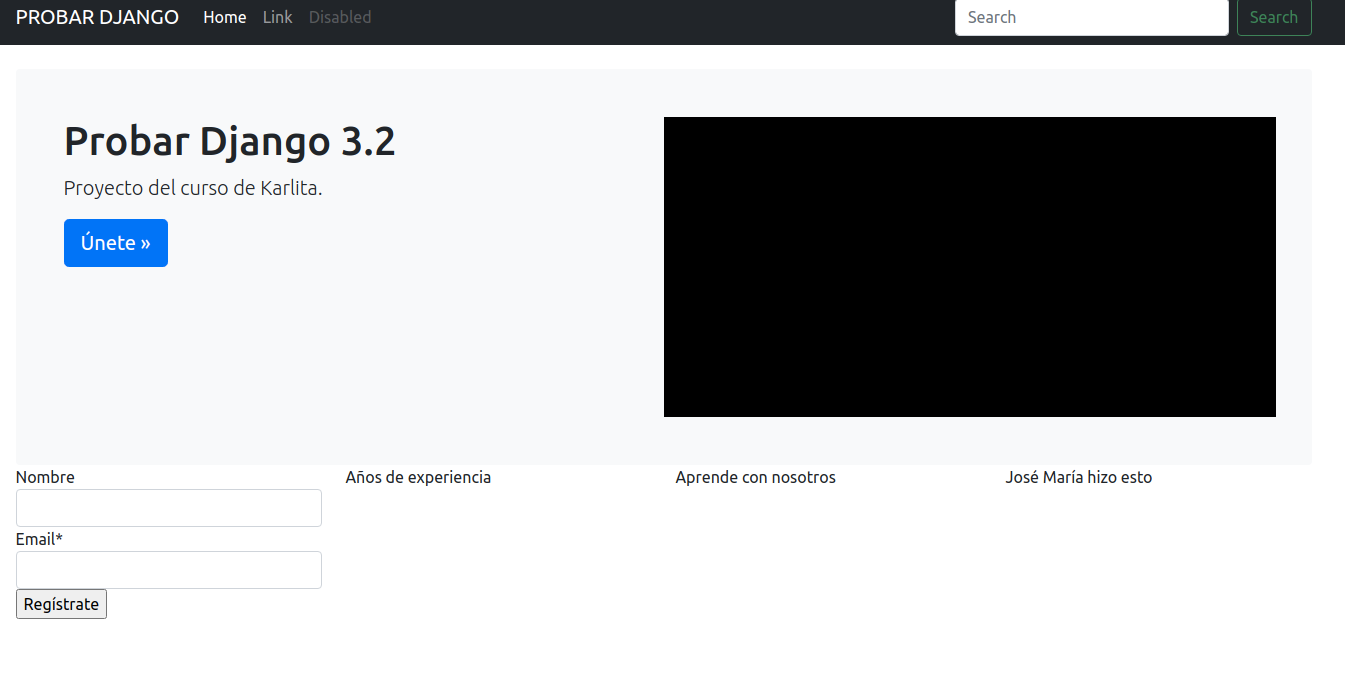 PROBAR DJANGO Home Link Disabled Search Search
Probar Django 3.2
Proyecto del curso de Karlita.
Únete »
Nombre Años de experiencia Aprende con nosotros José María hizo esto
Email*
Regístrate